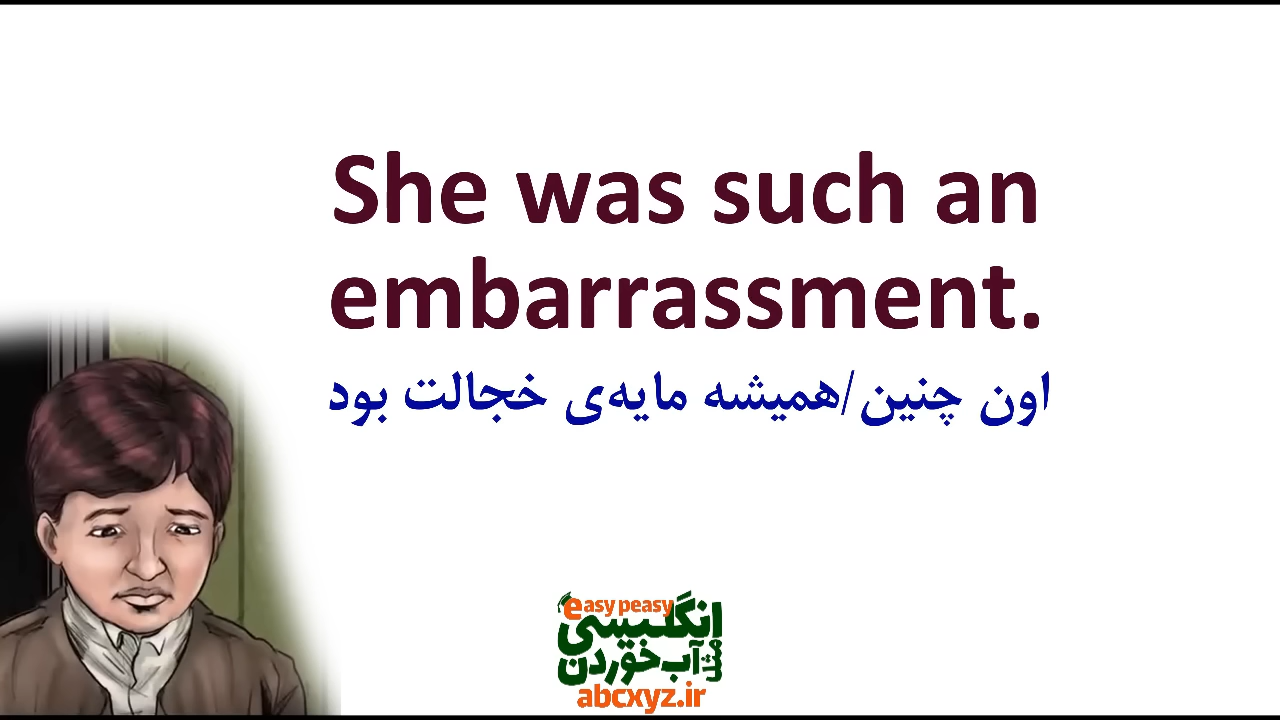 She was such an
embarrassment.
اون چنین/همیشه مایه‌ی خجالت بود
easy peasy
انگلیسی
مثل آب خوردن
abcxyz.ir